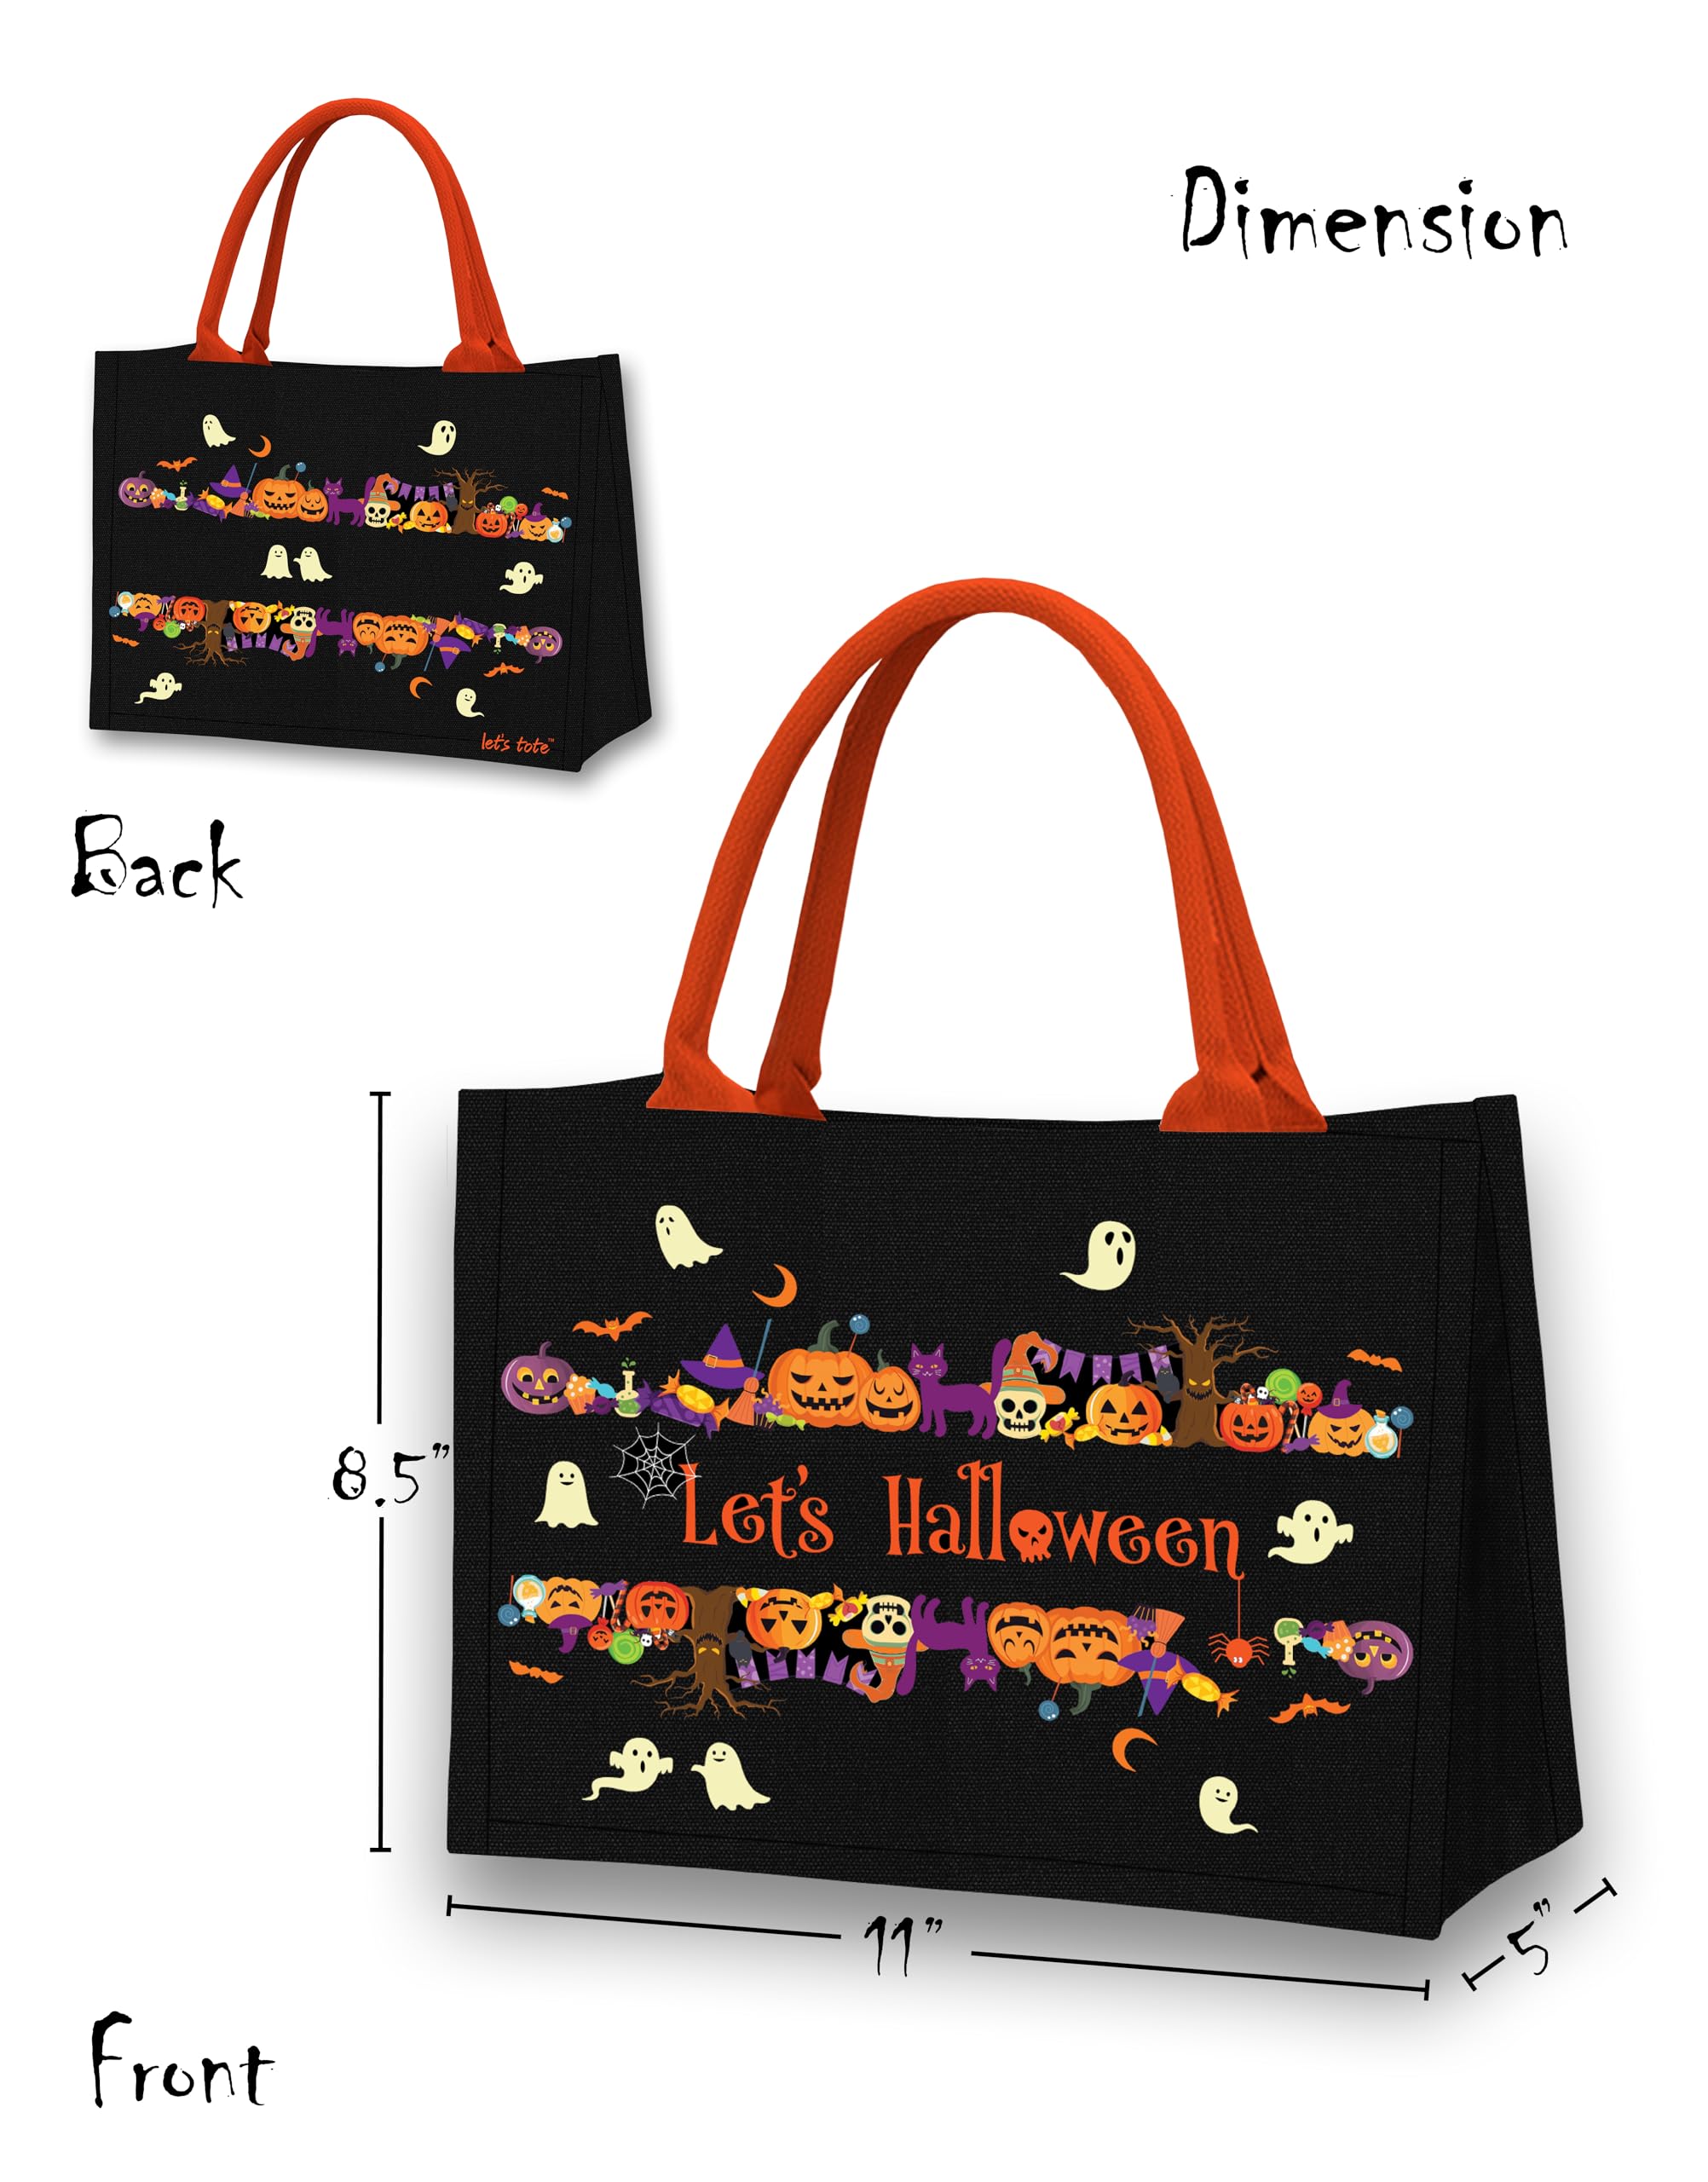 Dimension
let's tote™
Back
Let's Halloween
8.5”
11”
5”
Front